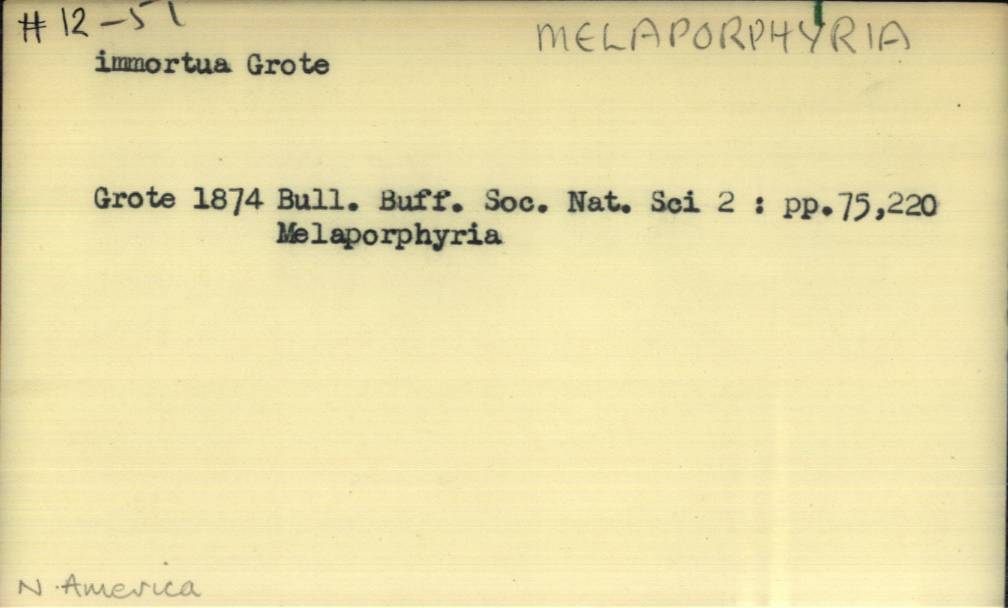 # 12-51
MELAPORPHYRIA
immortua Grote
Grote 1874 Bull. Buff. Soc. Nat. Sci 2 : pp.75,220
Melaporphyria
N. America